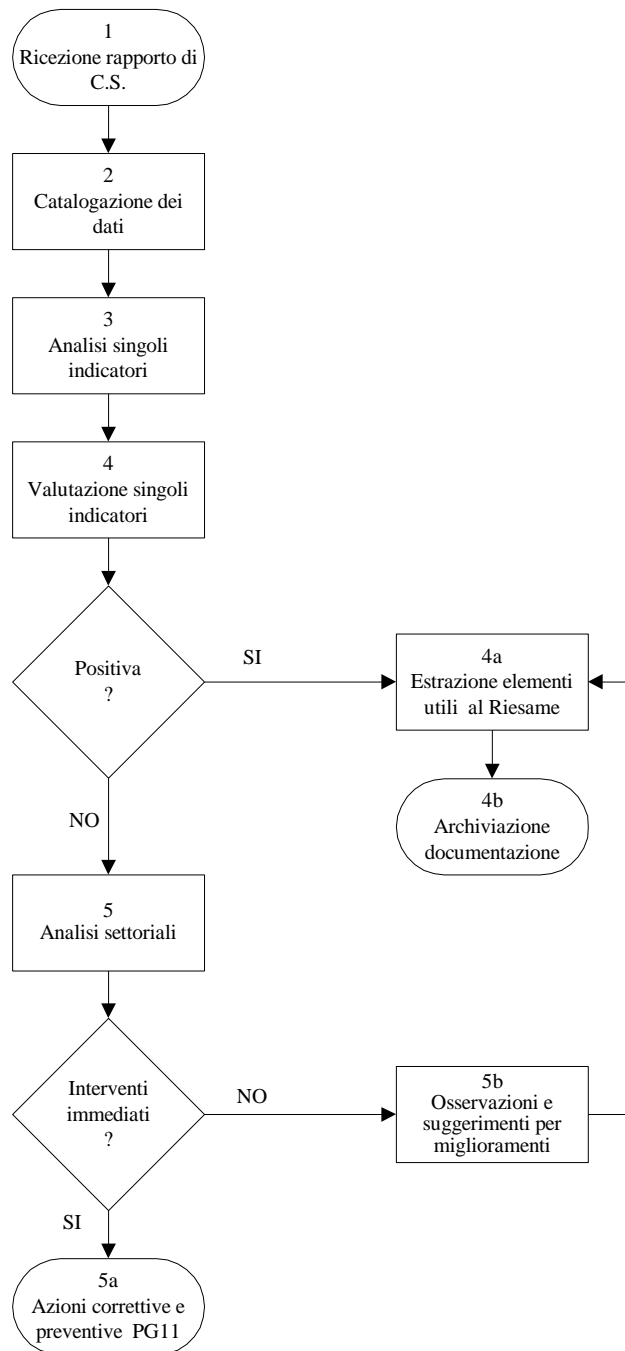 1
Ricezione rapporto di
C.S.
2
Catalogazione dei
dati
3
Analisi singoli
indicatori
4
Valutazione singoli
indicatori
Positiva
?
SI
4a
Estrazione elementi
utili al Riesame
4b
Archiviazione
documentazione
NO
5
Analisi settoriali
Interventi
immediati
?
NO
5b
Osservazioni e
suggerimenti per
miglioramenti
SI
5a
Azioni correttive e
preventive PG11